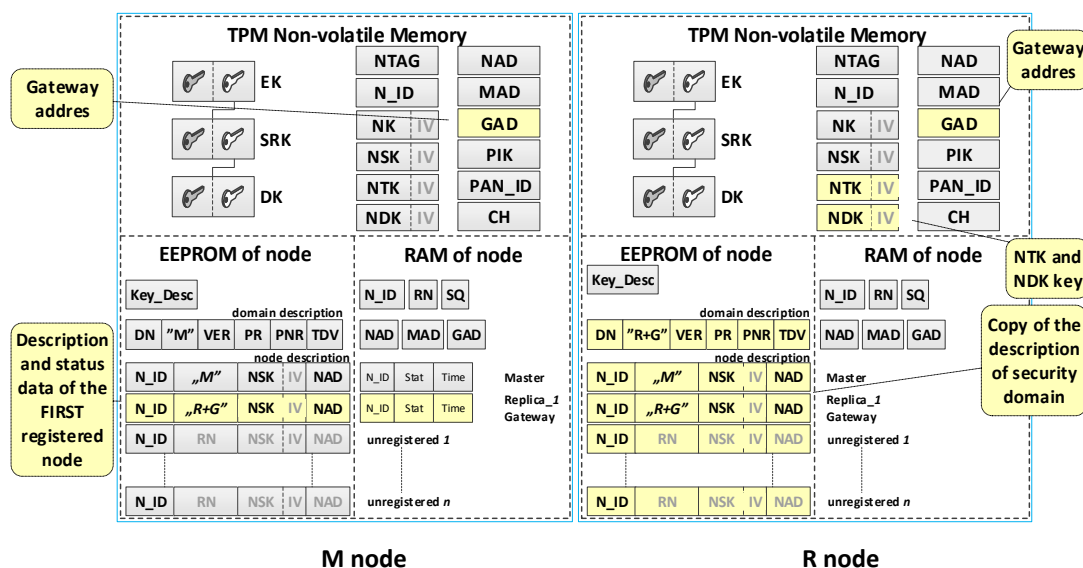 TPM Non-volatile Memory
Gateway
addres
EK
SRK
DK
NTAG
NAD
N_ID
MAD
NK IV
GAD
NSK IV
PIK
NTK IV
PAN_ID
NDK IV
CH
EEPROM of node
RAM of node
Key_Desc
N_ID RN SQ
domain description
DN "M" VER PR PNR TDV
NAD MAD GAD
node description
Description
and status
data of the
FIRST
registered
node
N_ID „M” NSK IV NAD
N_ID Stat Time
Master
N_ID „R+G” NSK IV NAD
N_ID Stat Time
Replica_1
Gateway
N_ID RN NSK IV NAD
unregistered 1
N_ID RN NSK IV NAD
unregistered n
M node
TPM Non-volatile Memory
Gateway
addres
EK
SRK
DK
NTAG
NAD
N_ID
MAD
NK IV
GAD
NSK IV
PIK
NTK IV
PAN_ID
NDK IV
CH
NTK and
NDK key
EEPROM of node
RAM of node
Key_Desc
N_ID RN SQ
domain description
DN "R+G" VER PR PNR TDV
NAD MAD GAD
node description
Copy of the
description
of security
domain
N_ID „M” NSK IV NAD
Master
N_ID „R+G” NSK IV NAD
Replica_1
Gateway
N_ID RN NSK IV NAD
unregistered 1
N_ID RN NSK IV NAD
unregistered n
R node